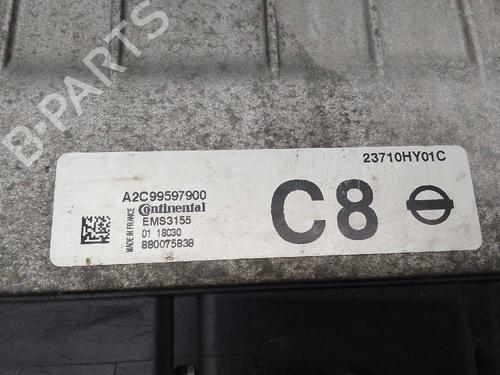 B-PARTS
23710HY01C
A2C99597900
Continental
EMS3155
01 18030
880075838
MADE IN FRANCE
C8